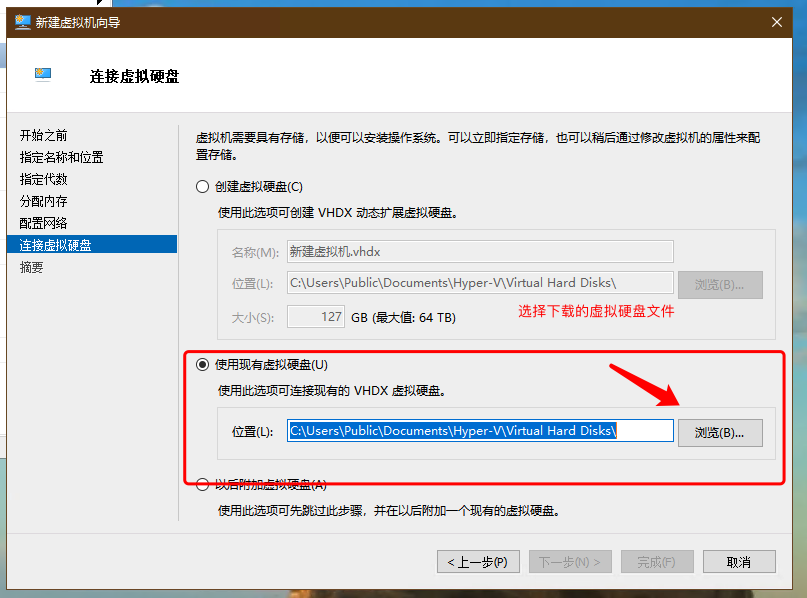 新建虚拟机向导
连接虚拟硬盘
开始之前
指定名称和位置
指定代数
分配内存
配置网络
连接虚拟硬盘
摘要
虚拟机需要具有存储，以便可以安装操作系统。可以立即指定存储，也可以稍后通过修改虚拟机的属性来配
置存储。
创建虚拟硬盘(C)
使用此选项可创建 VHDX 动态扩展虚拟硬盘。
名称(M): 新建虚拟机.vhdx
位置(L): C:\Users\Public\Documents\Hyper-V\Virtual Hard Disks\ 浏览(B)...
大小(S): 127 GB (最大值: 64 TB)
选择下载的虚拟硬盘文件
使用现有虚拟硬盘(U)
使用此选项可连接现有的 VHDX 虚拟硬盘。
位置(L): C:\Users\Public\Documents\Hyper-V\Virtual Hard Disks\ 浏览(B)...
以后附加虚拟硬盘(A)
使用此选项可先跳过此步骤，并在以后附加一个现有的虚拟硬盘。
< 上一步(P) 下一步(N) > 完成(F) 取消